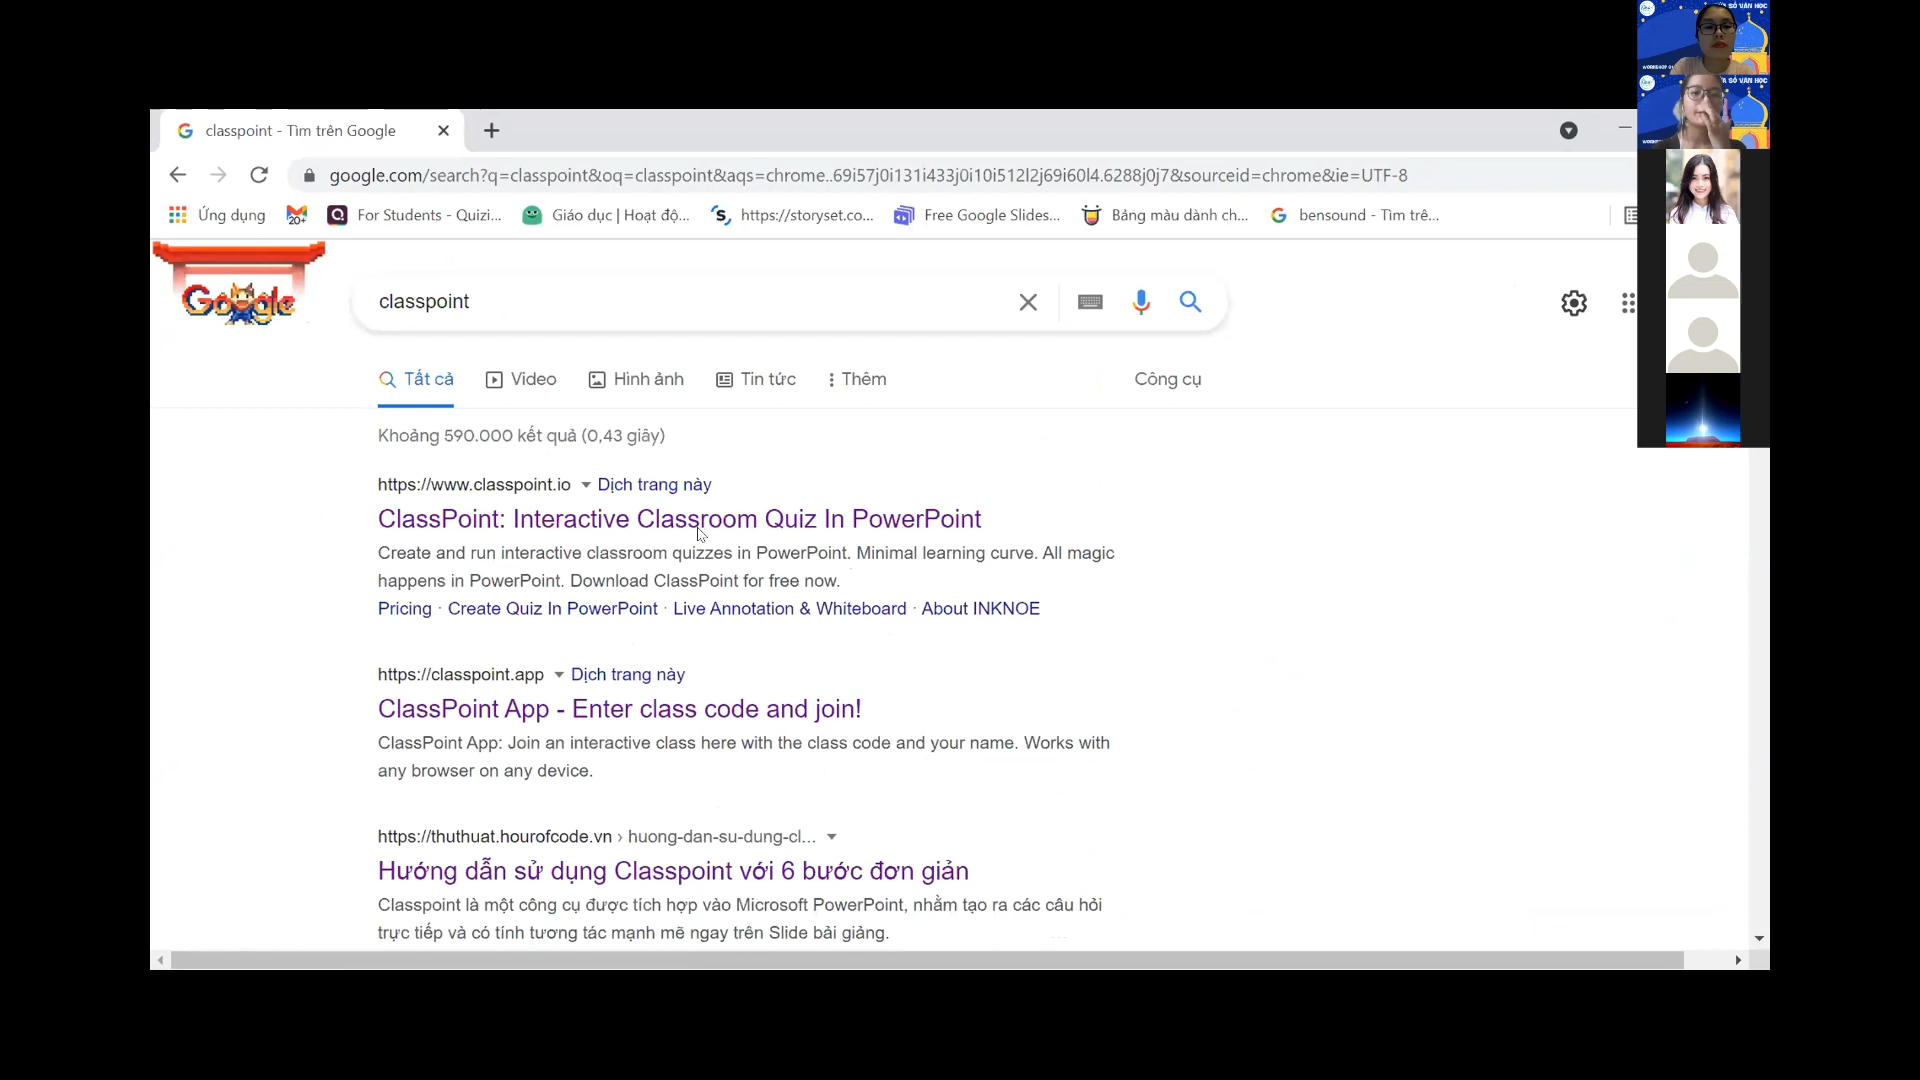 classpoint - Tìm trên Google
google.com/search?q=classpoint&oq=classpoint&aqs=chrome..69i57j0i131i433j0i10i512l2j69i60l4.6288j0j7&sourceid=chrome&ie=UTF-8
Ứng dụng
20+
For Students - Quizi...
Giáo dục | Hoạt độ...
https://storyset.co...
Free Google Slides...
Bảng màu dành ch...
bensound - Tìm trê...
Google
classpoint
Tất cả
Video
Hình ảnh
Tin tức
Thêm
Công cụ
Khoảng 590.000 kết quả (0,43 giây)
https://www.classpoint.io
Dịch trang này
ClassPoint: Interactive Classroom Quiz In PowerPoint
Create and run interactive classroom quizzes in PowerPoint. Minimal learning curve. All magic
happens in PowerPoint. Download ClassPoint for free now.
Pricing · Create Quiz In PowerPoint · Live Annotation & Whiteboard · About INKNOE
https://classpoint.app
Dịch trang này
ClassPoint App - Enter class code and join!
ClassPoint App: Join an interactive class here with the class code and your name. Works with
any browser on any device.
https://thuthuat.hourofcode.vn › huong-dan-su-dung-cl...
Hướng dẫn sử dụng Classpoint với 6 bước đơn giản
Classpoint là một công cụ được tích hợp vào Microsoft PowerPoint, nhằm tạo ra các câu hỏi
trực tiếp và có tính tương tác mạnh mẽ ngay trên Slide bài giảng.
SỔ VĂN HỌC
WORKSHOP
SỔ VĂN HỌC